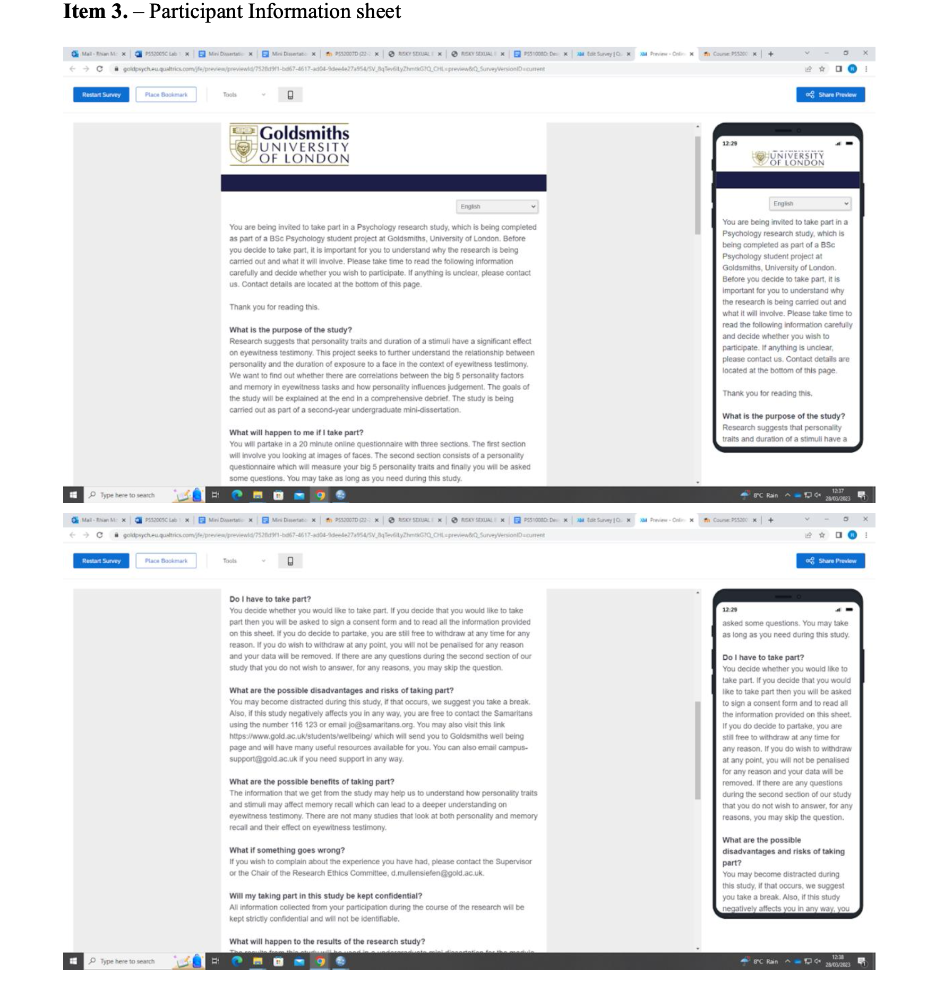 Item 3. – Participant Information sheet
PS52005C Lab
Mini Dissertatio
Mini Dissertatio
PS52007D (22-
RISKY SEXUAL
RISKY SEXUAL
PS51008D: Des
Edit Survey | Q
Preview - Onlin
Course: PS520
Restart Survey
Place Bookmark
Tools
Share Preview
Goldsmiths
UNIVERSITY
OF LONDON
English
You are being invited to take part in a Psychology research study, which is being completed
as part of a BSc Psychology student project at Goldsmiths, University of London. Before
you decide to take part, it is important for you to understand why the research is being
carried out and what it will involve. Please take time to read the following information
carefully and decide whether you wish to participate. If anything is unclear, please contact
us. Contact details are located at the bottom of this page.
Thank you for reading this.
What is the purpose of the study?
Research suggests that personality traits and duration of a stimuli have a significant effect
on eyewitness testimony. This project seeks to further understand the relationship between
personality and the duration of exposure to a face in the context of eyewitness testimony.
We want to find out whether there are correlations between the big 5 personality factors
and memory in eyewitness tasks and how personality influences judgement. The goals of
the study will be explained at the end in a comprehensive debrief. The study is being
carried out as part of a second-year undergraduate mini-dissertation.
What will happen to me if I take part?
You will partake in a 20 minute online questionnaire with three sections. The first section
will involve you looking at images of faces. The second section consists of a personality
questionnaire which will measure your big 5 personality traits and finally you will be asked
some questions. You may take as long as you need during this study.
12:29
UNIVERSITY
OF LONDON
English
You are being invited to take part in a
Psychology research study, which is
being completed as part of a BSc
Psychology student project at
Goldsmiths, University of London.
Before you decide to take part, it is
important for you to understand why
the research is being carried out and
what it will involve. Please take time to
read the following information carefully
and decide whether you wish to
participate. If anything is unclear,
please contact us. Contact details are
located at the bottom of this page.
Thank you for reading this.
What is the purpose of the study?
Research suggests that personality
traits and duration of a stimuli have a
Type here to search
8°C Rain
12:37
28/03/2023
PS52005C Lab
Mini Dissertatio
Mini Dissertatio
PS52007D (22-
RISKY SEXUAL
RISKY SEXUAL
PS51008D: Des
Edit Survey | Q
Preview - Onlin
Course: PS520
Restart Survey
Place Bookmark
Tools
Share Preview
Do I have to take part?
You decide whether you would like to take part. If you decide that you would like to take
part then you will be asked to sign a consent form and to read all the information provided
on this sheet. If you do decide to partake, you are still free to withdraw at any time for any
reason. If you do wish to withdraw at any point, you will not be penalised for any reason
and your data will be removed. If there are any questions during the second section of our
study that you do not wish to answer, for any reasons, you may skip the question.
What are the possible disadvantages and risks of taking part?
You may become distracted during this study, if that occurs, we suggest you take a break.
Also, if this study negatively affects you in any way, you are free to contact the Samaritans
using the number 116 123 or email jo@samaritans.org. You may also visit this link
https://www.gold.ac.uk/students/wellbeing/ which will send you to Goldsmiths well being
page and will have many useful resources available for you. You can also email campus-
support@gold.ac.uk if you need support in any way.
What are the possible benefits of taking part?
The information that we get from the study may help us to understand how personality traits
and stimuli may affect memory recall which can lead to a deeper understanding on
eyewitness testimony. There are not many studies that look at both personality and memory
recall and their effect on eyewitness testimony.
What if something goes wrong?
If you wish to complain about the experience you have had, please contact the Supervisor
or the Chair of the Research Ethics Committee, d.mullensiefen@gold.ac.uk.
Will my taking part in this study be kept confidential?
All information collected from your participation during the course of the research will be
kept strictly confidential and will not be identifiable.
What will happen to the results of the research study?
12:29
asked some questions. You may take
as long as you need during this study.
Do I have to take part?
You decide whether you would like to
take part. If you decide that you would
like to take part then you will be asked
to sign a consent form and to read all
the information provided on this sheet.
If you do decide to partake, you are
still free to withdraw at any time for
any reason. If you do wish to withdraw
at any point, you will not be penalised
for any reason and your data will be
removed. If there are any questions
during the second section of our study
that you do not wish to answer, for any
reasons, you may skip the question.
What are the possible
disadvantages and risks of taking
part?
You may become distracted during
this study, if that occurs, we suggest
you take a break. Also, if this study
negatively affects you in any way, you
Type here to search
8°C Rain
12:38
28/03/2023